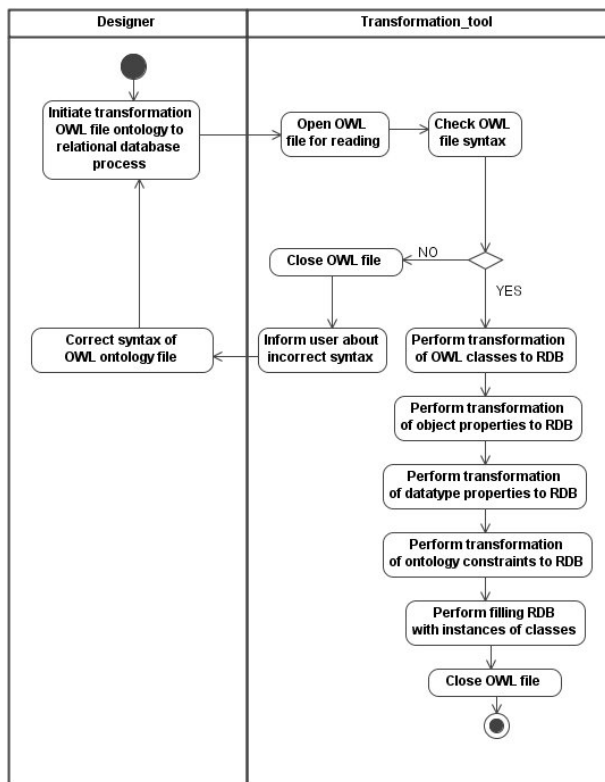 Designer
Transformation_tool
Initiate transformation
OWL file ontology to
relational database
process
Open OWL
file for reading
Check OWL
file syntax
NO
Close OWL file
YES
Correct syntax of
OWL ontology file
Inform user about
incorrect syntax
Perform transformation
of OWL classes to RDB
Perform transformation
of object properties to RDB
Perform transformation
of datatype properties to RDB
Perform transformation
of ontology constraints to RDB
Perform filling RDB
with instances of classes
Close OWL file